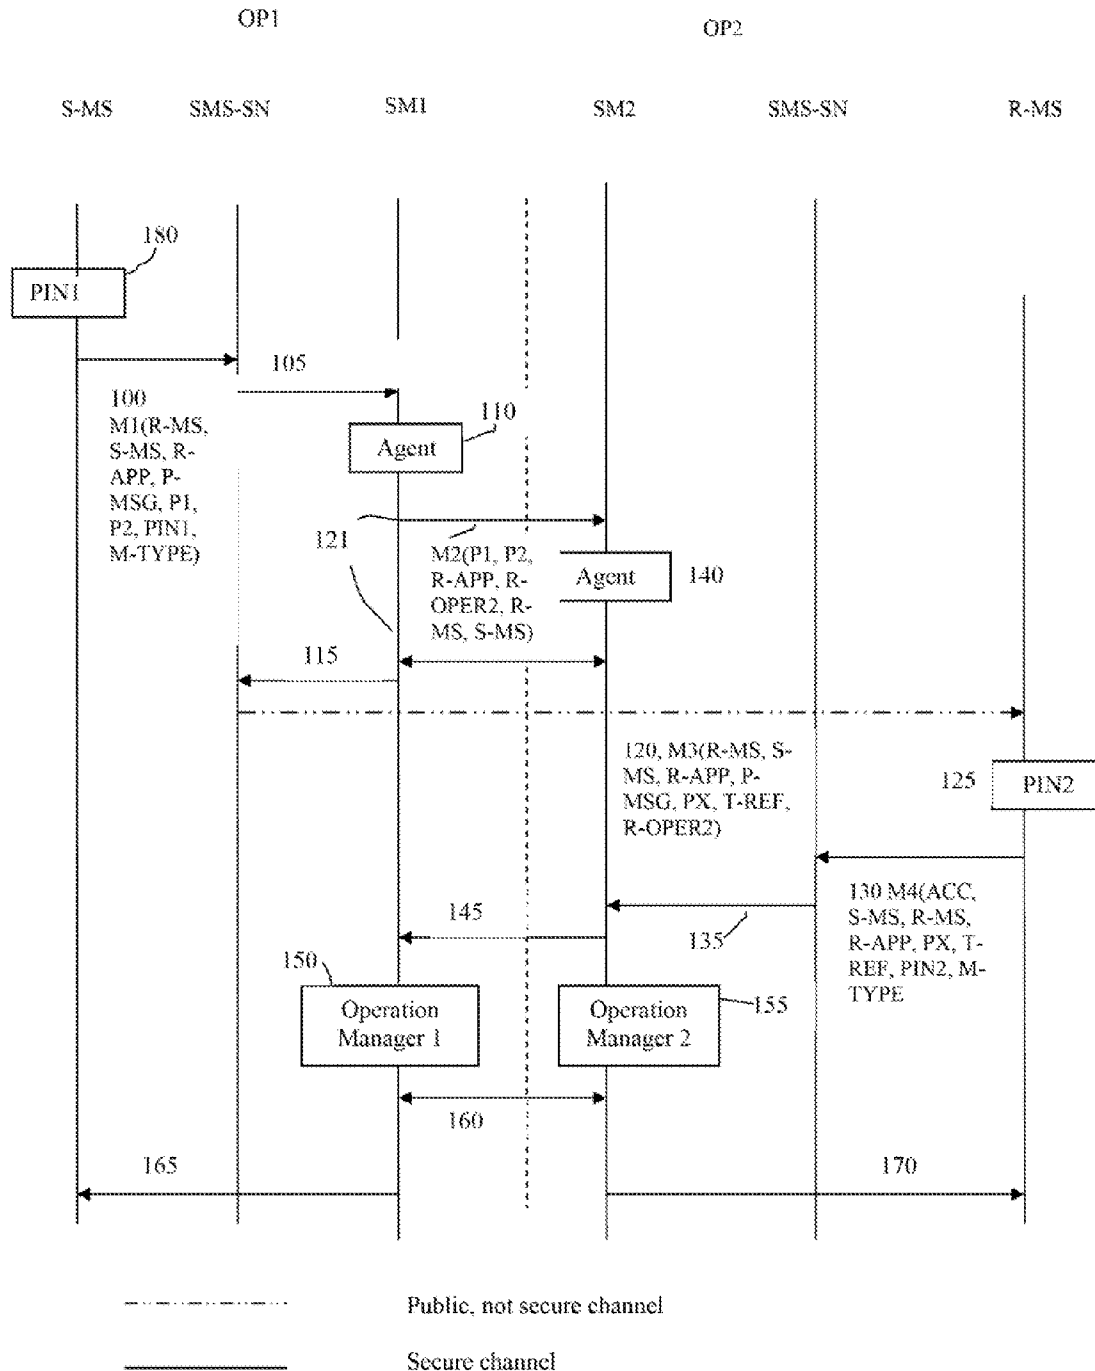 OP1
OP2
S-MS
SMS-SN
SM1
SM2
SMS-SN
R-MS
180
PIN1
105
100
M1(R-MS,
S-MS, R-
APP, P-
MSG, P1,
P2, PIN1,
M-TYPE)
110
Agent
121
M2(P1, P2,
R-APP, R-
OPER2, R-
MS, S-MS)
Agent
140
115
120, M3(R-MS, S-
MS, R-APP, P-
MSG, PX, T-REF,
R-OPER2)
125
PIN2
130 M4(ACC,
S-MS, R-MS,
R-APP, PX, T-
REF, PIN2, M-
TYPE
145
135
150
Operation
Manager 1
Operation
Manager 2
155
160
165
170
Public, not secure channel
Secure channel